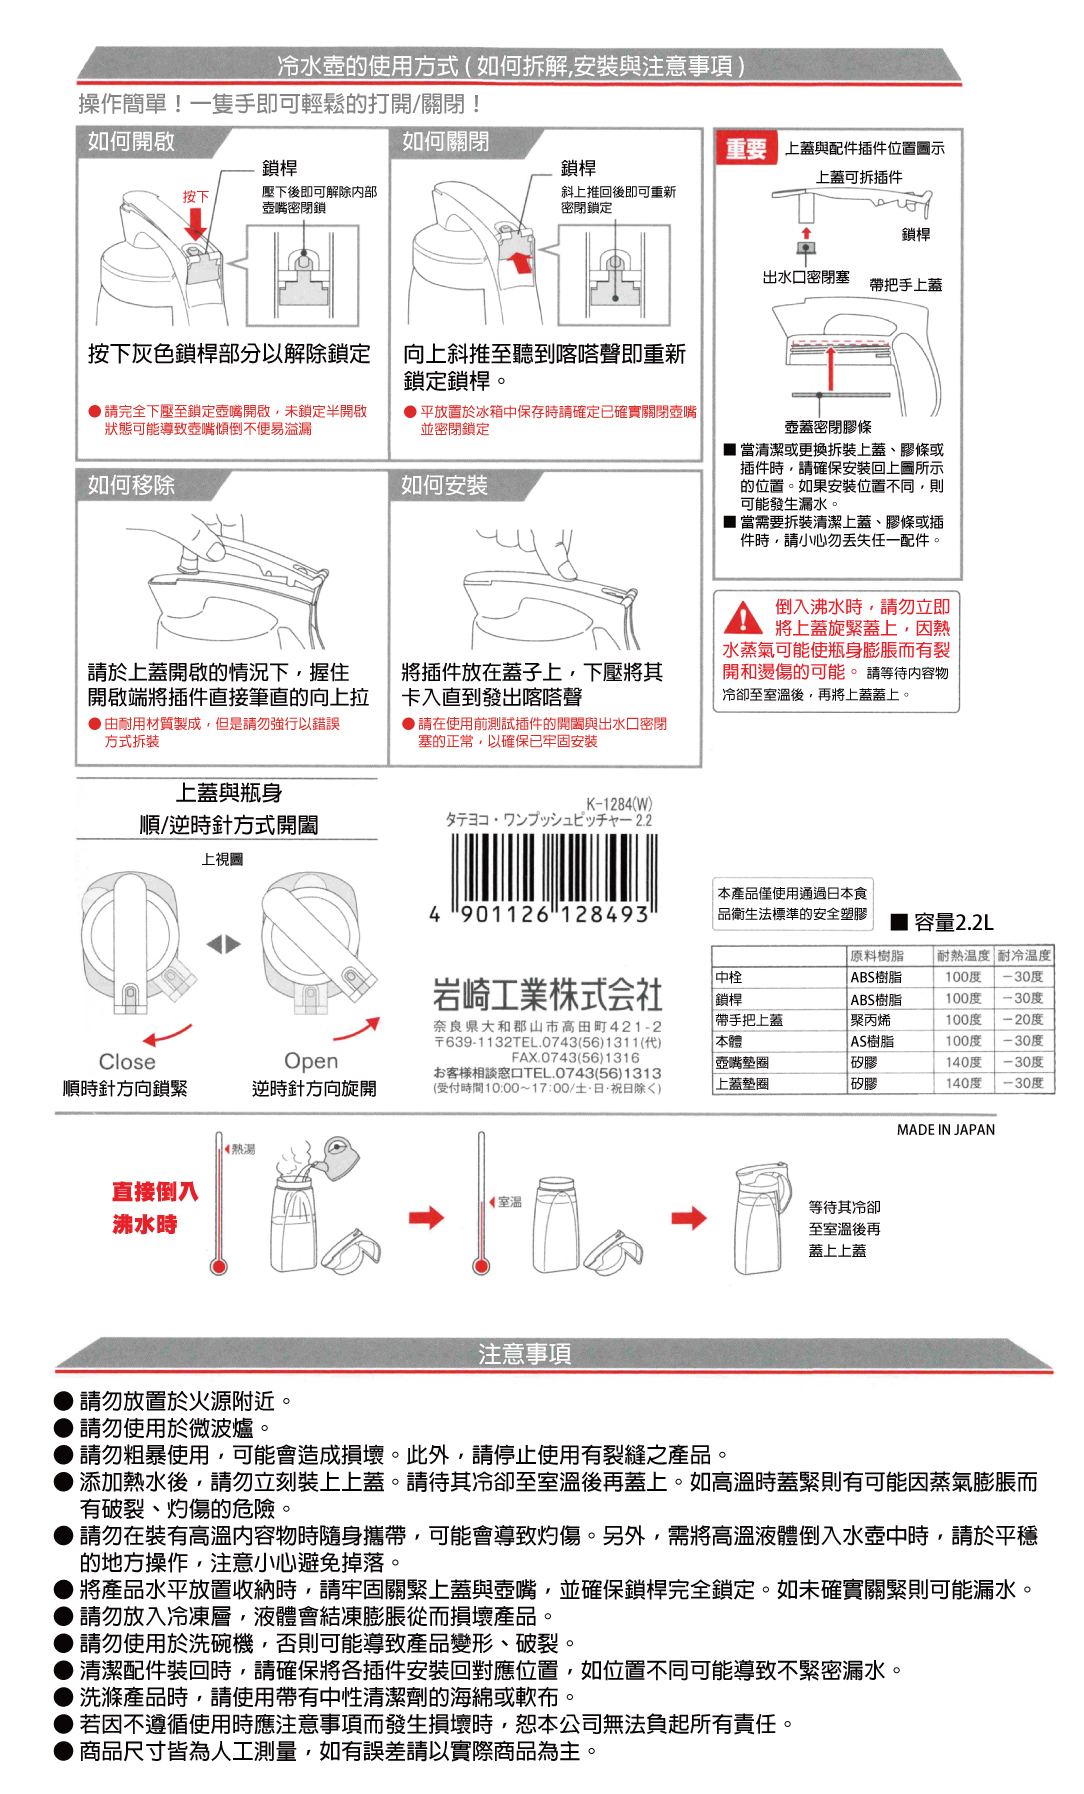 冷水壺的使用方式 ( 如何拆解,安裝與注意事項 )
操作簡單！一隻手即可輕鬆的打開/關閉！
如何開啟
按下
鎖桿
壓下後即可解除內部
壺嘴密閉鎖
按下灰色鎖桿部分以解除鎖定
● 請完全下壓至鎖定壺嘴開啟，未鎖定半開啟
狀態可能導致壺嘴傾倒不便易溢漏
如何關閉
鎖桿
斜上推回後即可重新
密閉鎖定
向上斜推至聽到喀嗒聲即重新
鎖定鎖桿。
● 平放置於冰箱中保存時請確定已確實關閉壺嘴
並密閉鎖定
如何移除
請於上蓋開啟的情況下，握住
開啟端將插件直接筆直的向上拉
● 由耐用材質製成，但是請勿強行以錯誤
方式拆裝
如何安裝
將插件放在蓋子上，下壓將其
卡入直到發出喀嗒聲
● 請在使用前測試插件的開闔與出水口密閉
塞的正常，以確保已牢固安裝
重要
上蓋與配件插件位置圖示
上蓋可拆插件
鎖桿
出水口密閉塞
帶把手上蓋
壺蓋密閉膠條
■ 當清潔或更換拆裝上蓋、膠條或
插件時，請確保安裝回上圖所示
的位置。如果安裝位置不同，則
可能發生漏水。
■ 當需要拆裝清潔上蓋、膠條或插
件時，請小心勿丟失任一配件。
倒入沸水時，請勿立即
將上蓋旋緊蓋上，因熱
水蒸氣可能使瓶身膨脹而有裂
開和燙傷的可能。請等待內容物
冷卻至室溫後，再將上蓋蓋上。
上蓋與瓶身
順/逆時針方式開闔
上視圖
Close
順時針方向鎖緊
Open
逆時針方向旋開
K-1284(W)
タテヨコ・ワンプッシュピッチャー 2.2
4 901126 128493
岩崎工業株式会社
奈良県大和郡山市高田町421-2
〒639-1132TEL.0743(56)1311(代)
FAX.0743(56)1316
お客様相談窓口TEL.0743(56)1313
(受付時間10:00～17:00/土・日・祝日除く)
本產品僅使用通過日本食
品衛生法標準的安全塑膠
■ 容量2.2L
原料樹脂 耐熱温度 耐冷温度
中栓 ABS樹脂 100度 －30度
鎖桿 ABS樹脂 100度 －30度
帶手把上蓋 聚丙烯 100度 －20度
本體 AS樹脂 100度 －30度
壺嘴墊圈 矽膠 140度 －30度
上蓋墊圈 矽膠 140度 －30度
MADE IN JAPAN
直接倒入
沸水時
熱湯
室温
等待其冷卻
至室溫後再
蓋上上蓋
注意事項
● 請勿放置於火源附近。
● 請勿使用於微波爐。
● 請勿粗暴使用，可能會造成損壞。此外，請停止使用有裂縫之產品。
● 添加熱水後，請勿立刻裝上上蓋。請待其冷卻至室溫後再蓋上。如高溫時蓋緊則有可能因蒸氣膨脹而
有破裂、灼傷的危險。
● 請勿在裝有高溫內容物時隨身攜帶，可能會導致灼傷。另外，需將高溫液體倒入水壺中時，請於平穩
的地方操作，注意小心避免掉落。
● 將產品水平放置收納時，請牢固關緊上蓋與壺嘴，並確保鎖桿完全鎖定。如未確實關緊則可能漏水。
● 請勿放入冷凍層，液體會結凍膨脹從而損壞產品。
● 請勿使用於洗碗機，否則可能導致產品變形、破裂。
● 清潔配件裝回時，請確保將各插件安裝回對應位置，如位置不同可能導致不緊密漏水。
● 洗滌產品時，請使用帶有中性清潔劑的海綿或軟布。
● 若因不遵循使用時應注意事項而發生損壞時，恕本公司無法負起所有責任。
● 商品尺寸皆為人工測量，如有誤差請以實際商品為主。